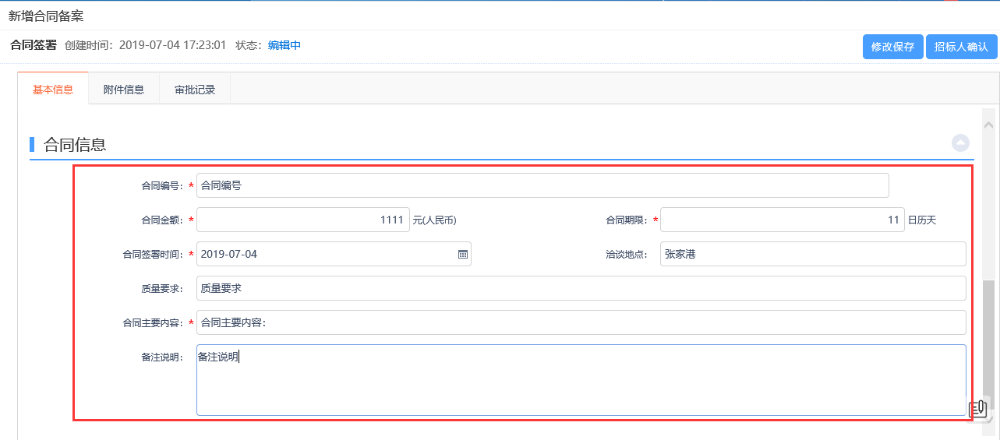 新增合同备案
合同签署 创建时间：2019-07-04 17:23:01 状态：编辑中 修改保存 招标人确认
基本信息 附件信息 审批记录
合同信息
合同编号：* 合同编号
合同金额：* 1111 元(人民币) 合同期限：* 11 日历天
合同签署时间：* 2019-07-04 洽谈地点： 张家港
质量要求： 质量要求
合同主要内容：* 合同主要内容：
备注说明： 备注说明